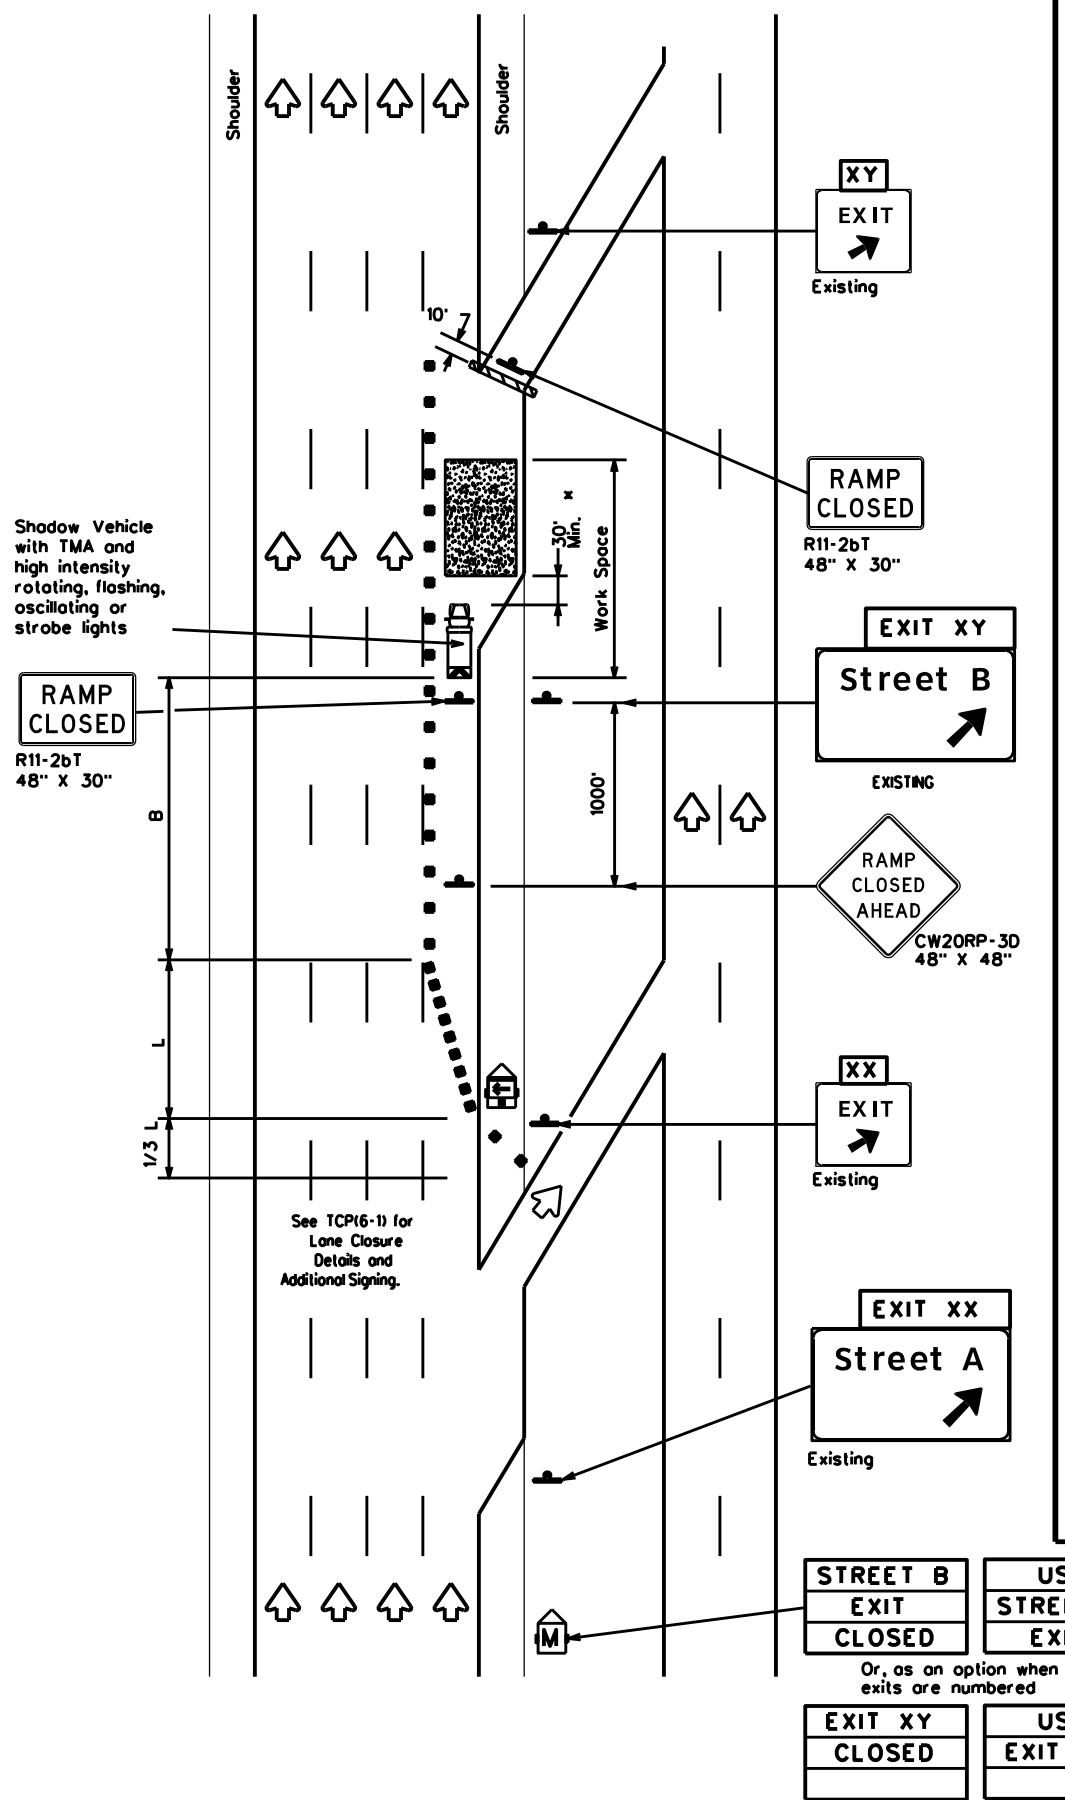 Shoulder
Shoulder
XY
EXIT
Existing
10'
RAMP
CLOSED
R11-2bT
48" X 30"
30'
Min.
x
Work Space
Shadow Vehicle
with TMA and
high intensity
rotating, flashing,
oscillating or
strobe lights
EXIT XY
Street B
EXISTING
RAMP
CLOSED
R11-2bT
48" X 30"
B
1000'
RAMP
CLOSED
AHEAD
CW20RP-3D
48" X 48"
L
XX
EXIT
Existing
1/3 L
See TCP(6-1) for
Lane Closure
Details and
Additional Signing.
EXIT XX
Street A
Existing
M
STREET B
EXIT
CLOSED
Or, as an option when
exits are numbered
EXIT XY
CLOSED
EXIT